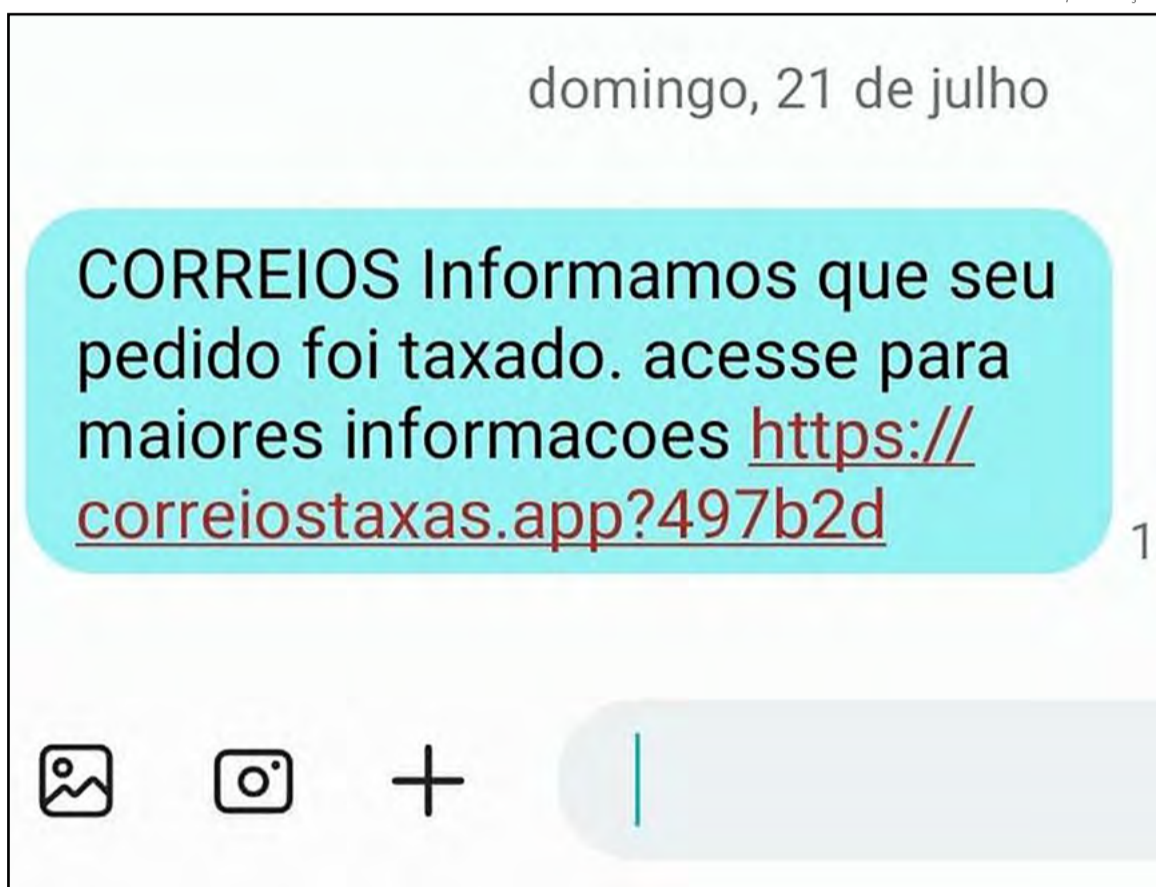 domingo, 21 de julho
CORREIOS Informamos que seu
pedido foi taxado. acesse para
maiores informacoes https://
correiostaxas.app?497b2d
1